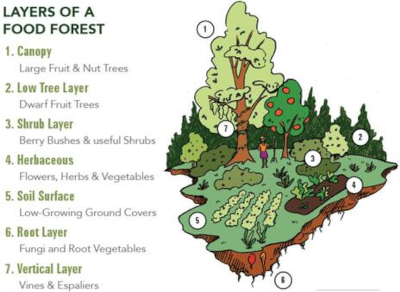 LAYERS OF A
FOOD FOREST
1. Canopy
Large Fruit & Nut Trees
2. Low Tree Layer
Dwarf Fruit Trees
3. Shrub Layer
Berry Bushes & useful Shrubs
4. Herbaceous
Flowers, Herbs & Vegetables
5. Soil Surface
Low-Growing Ground Covers
6. Root Layer
Fungi and Root Vegetables
7. Vertical Layer
Vines & Espaliers
1
7
2
3
4
5
6